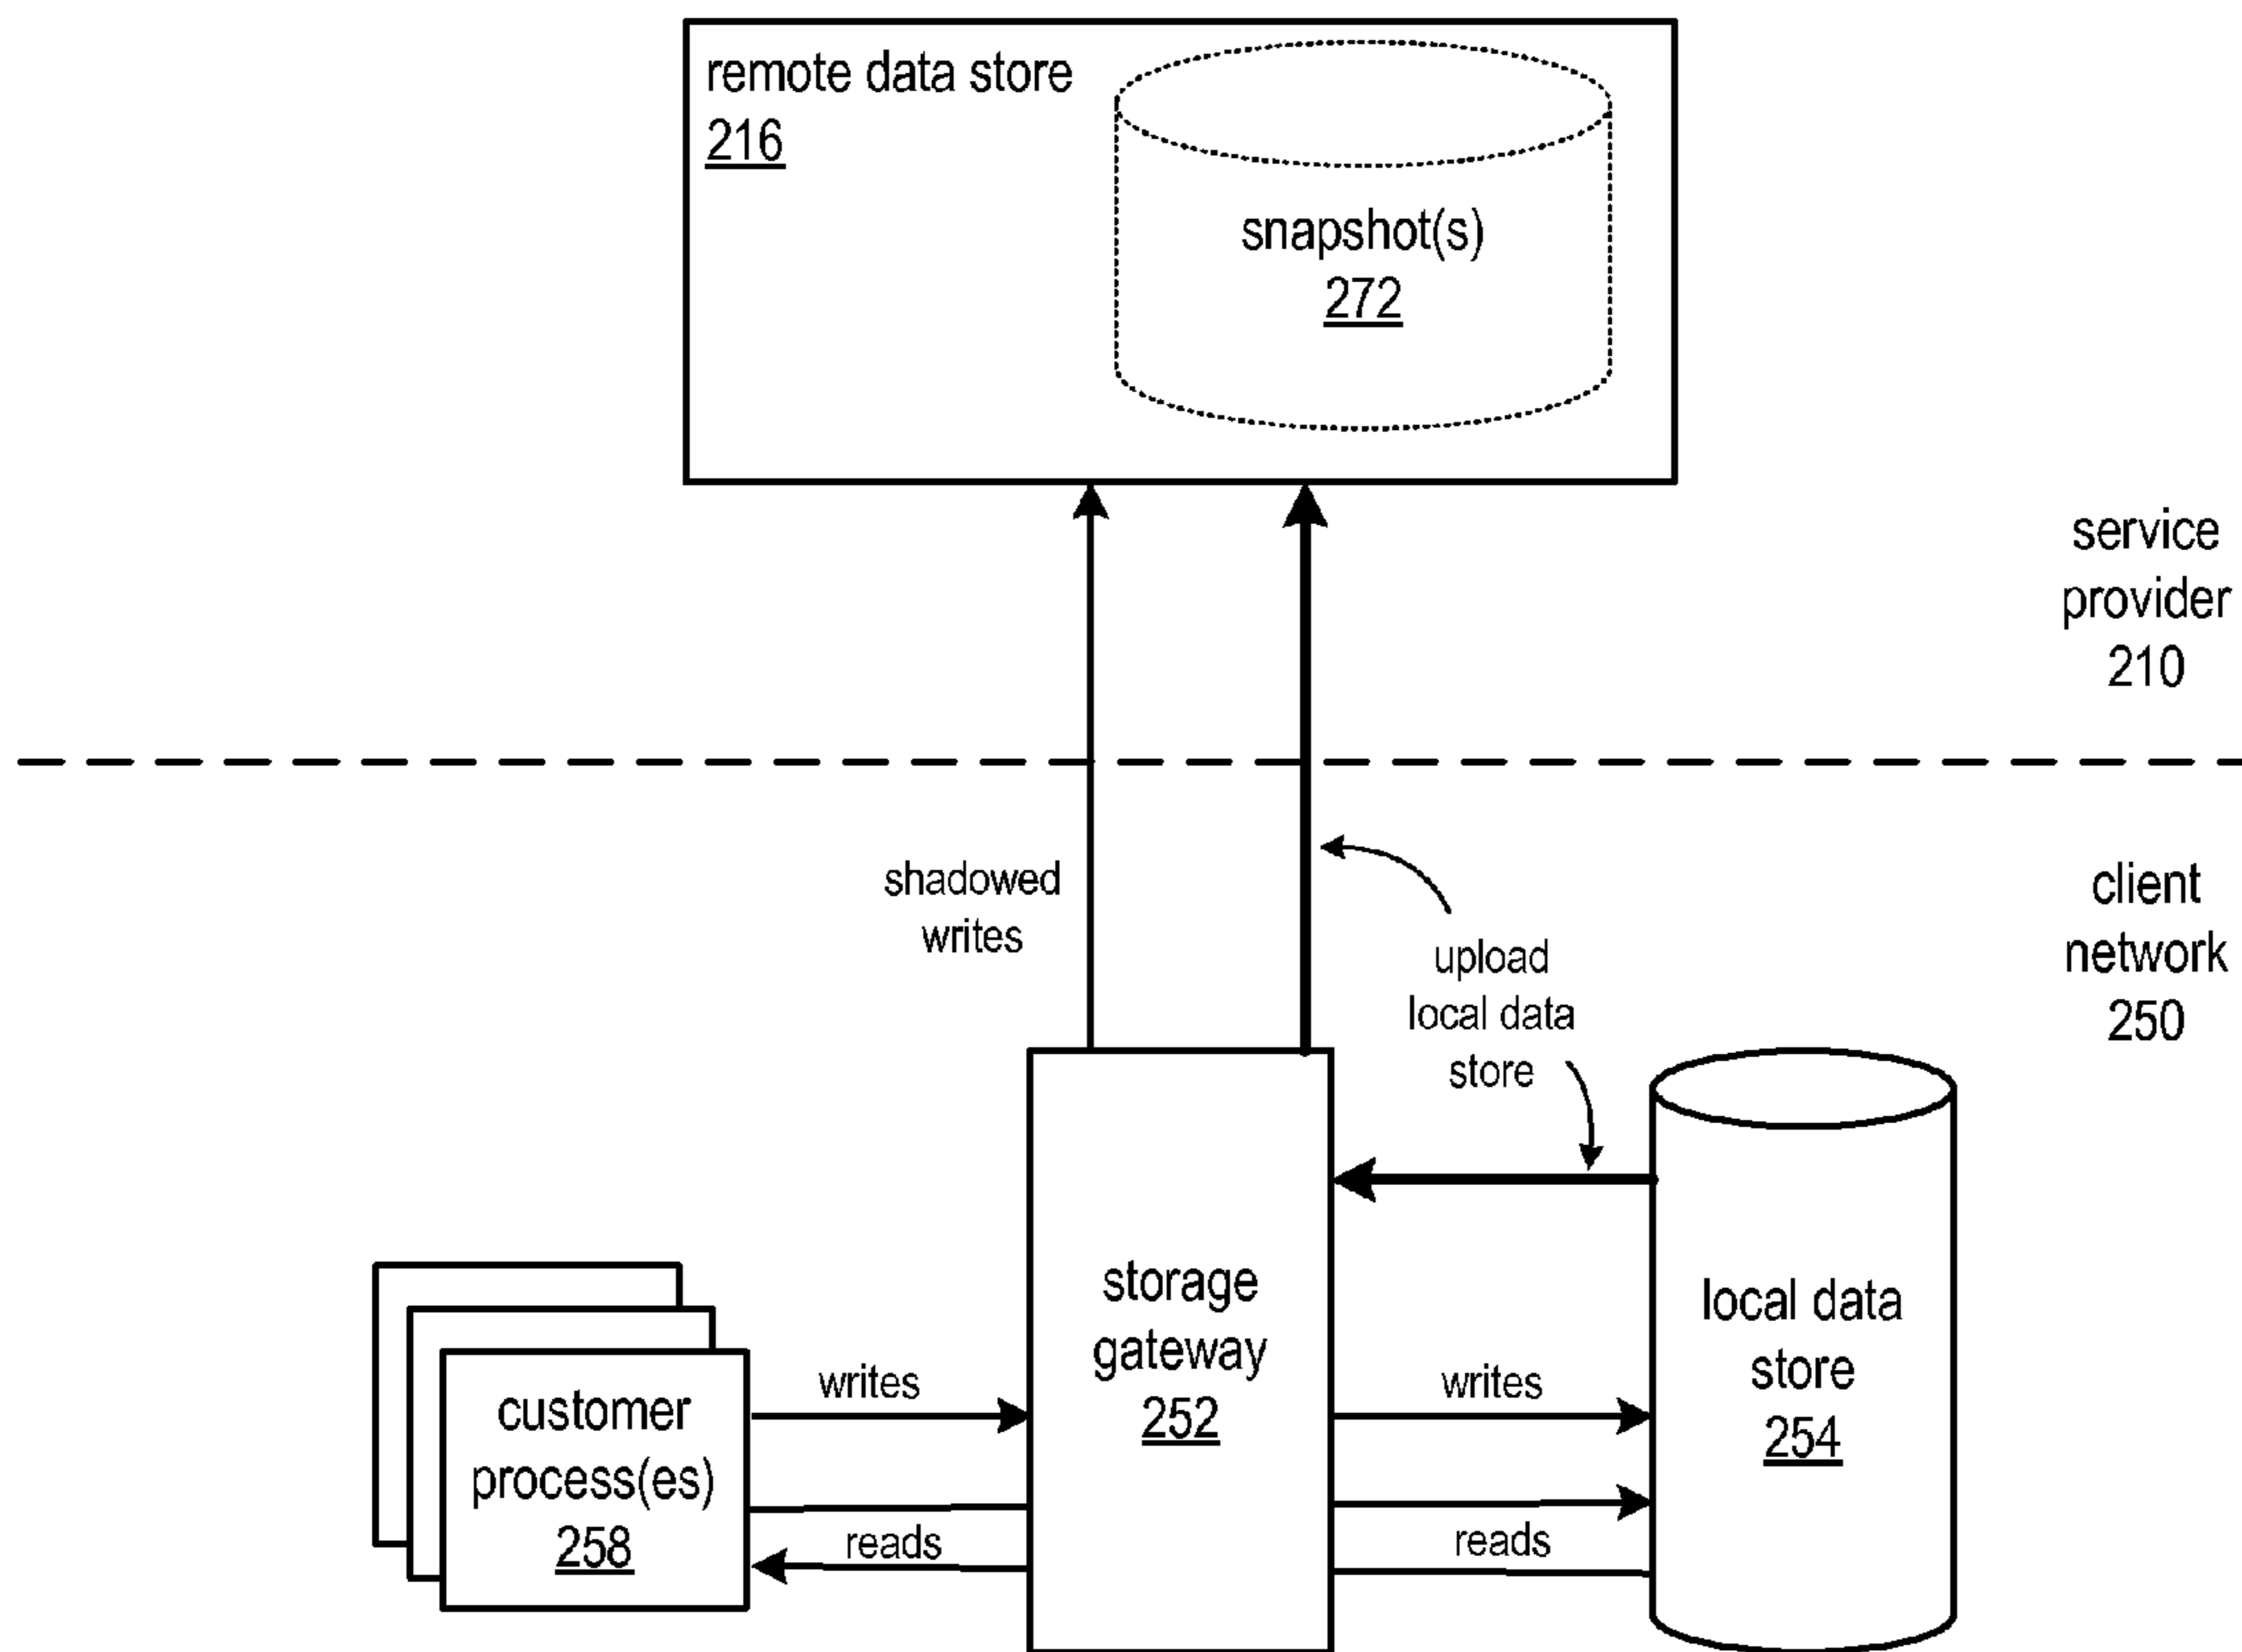 remote data store
216
snapshot(s)
272
service
provider
210
shadowed
writes
client
network
250
upload
local data
store
storage
gateway
252
local data
store
254
customer
process(es)
258
writes
reads
writes
reads